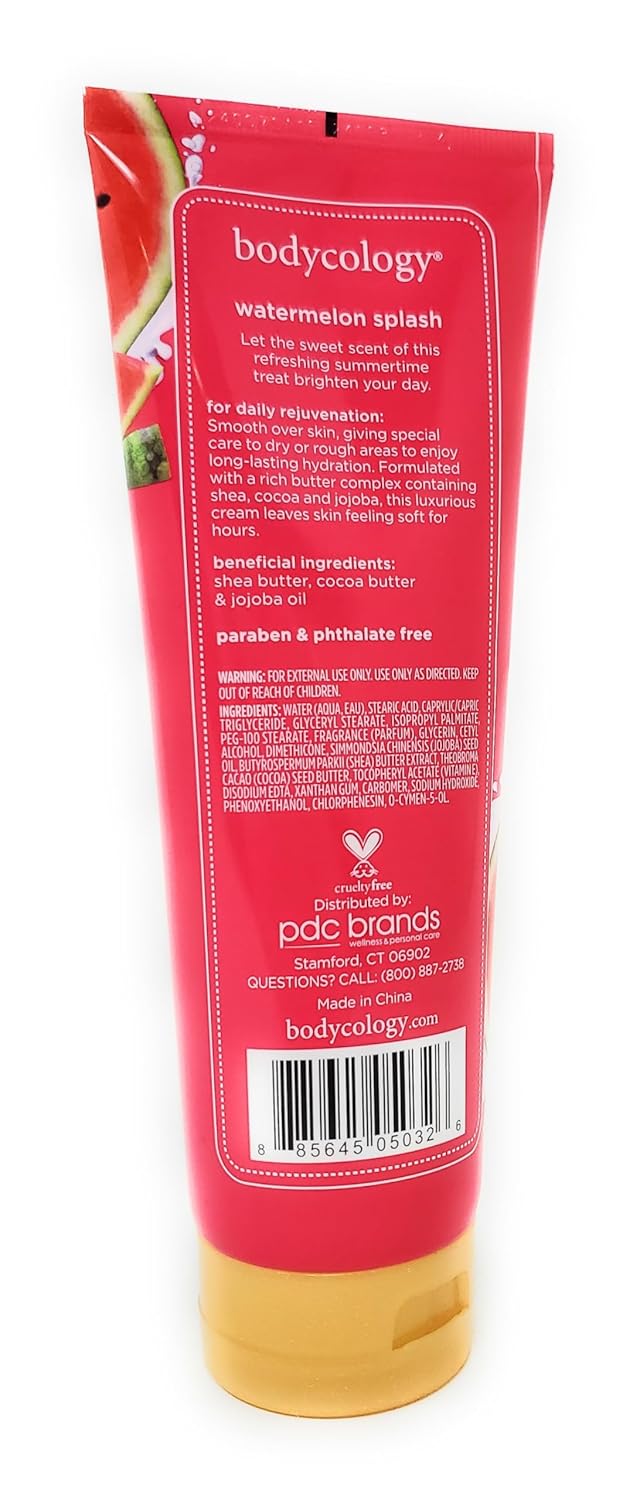 bodycology®
watermelon splash
Let the sweet scent of this
refreshing summertime
treat brighten your day.
for daily rejuvenation:
Smooth over skin, giving special
care to dry or rough areas to enjoy
long-lasting hydration. Formulated
with a rich butter complex containing
shea, cocoa and jojoba, this luxurious
cream leaves skin feeling soft for
hours.
beneficial ingredients:
shea butter, cocoa butter
& jojoba oil
paraben & phthalate free
WARNING: FOR EXTERNAL USE ONLY. USE ONLY AS DIRECTED. KEEP
OUT OF REACH OF CHILDREN.
INGREDIENTS: WATER (AQUA, EAU), STEARIC ACID, CAPRYLIC/CAPRIC
TRIGLYCERIDE, GLYCERYL STEARATE, ISOPROPYL PALMITATE,
PEG-100 STEARATE, FRAGRANCE (PARFUM), GLYCERIN, CETYL
ALCOHOL, DIMETHICONE, SIMMONDSIA CHINENSIS (JOJOBA) SEED
OIL, BUTYROSPERMUM PARKII (SHEA) BUTTER EXTRACT, THEOBROMA
CACAO (COCOA) SEED BUTTER, TOCOPHERYL ACETATE (VITAMIN E),
DISODIUM EDTA, XANTHAN GUM, CARBOMER, SODIUM HYDROXIDE,
PHENOXYETHANOL, CHLORPHENESIN, O-CYMEN-5-OL.
crueltyfree
Distributed by:
pdc brands
wellness & personal care
Stamford, CT 06902
QUESTIONS? CALL: (800) 887-2738
Made in China
bodycology.com
8 85645 05032 6